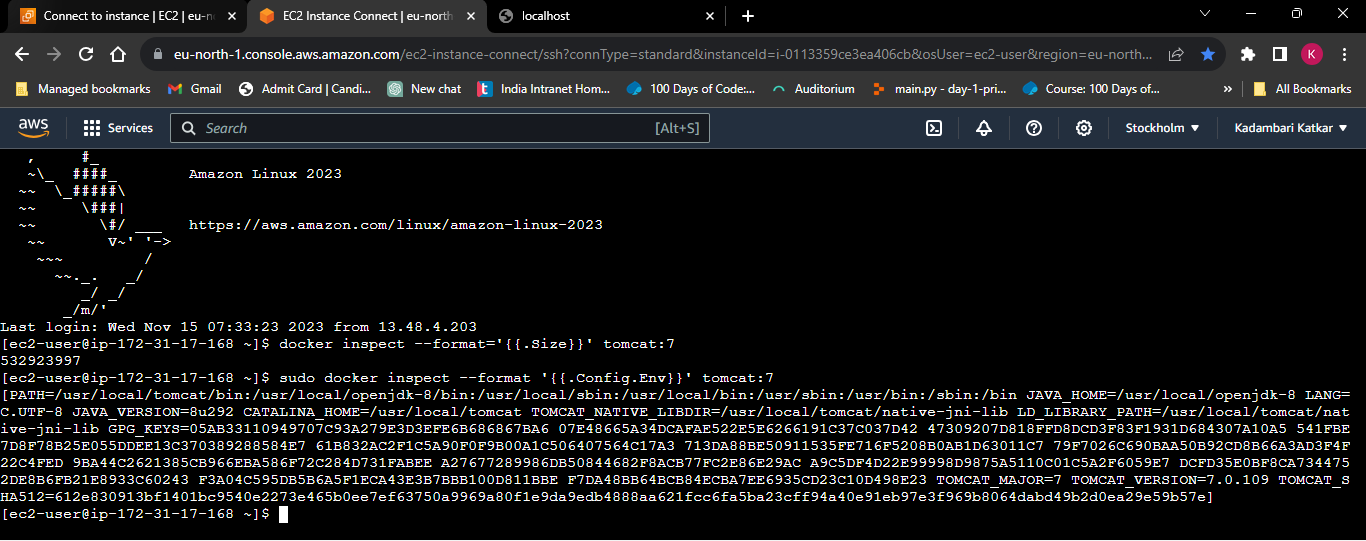 Connect to instance | EC2 | eu-n
EC2 Instance Connect | eu-north
localhost
eu-north-1.console.aws.amazon.com/ec2-instance-connect/ssh?connType=standard&instanceId=i-0113359ce3ea406cb&osUser=ec2-user&region=eu-north...
K
Managed bookmarks
Gmail
Admit Card | Candi...
New chat
India Intranet Hom...
100 Days of Code:...
Auditorium
main.py - day-1-pri...
Course: 100 Days of...
»
All Bookmarks
aws
Services
Search
[Alt+S]
Stockholm ▼
Kadambari Katkar ▼
   ,     #_
   ~\_  ####_        Amazon Linux 2023
  ~~  \_#####\
  ~~     \###|
  ~~       \#/ ___   https://aws.amazon.com/linux/amazon-linux-2023
   ~~       V~' '->
    ~~~         /
      ~~._.   _/
         _/ _/
       _/m/'
Last login: Wed Nov 15 07:33:23 2023 from 13.48.4.203
[ec2-user@ip-172-31-17-168 ~]$ docker inspect --format='{{.Size}}' tomcat:7
532923997
[ec2-user@ip-172-31-17-168 ~]$ sudo docker inspect --format '{{.Config.Env}}' tomcat:7
[PATH=/usr/local/tomcat/bin:/usr/local/openjdk-8/bin:/usr/local/sbin:/usr/local/bin:/usr/sbin:/usr/bin:/sbin:/bin JAVA_HOME=/usr/local/openjdk-8 LANG=
C.UTF-8 JAVA_VERSION=8u292 CATALINA_HOME=/usr/local/tomcat TOMCAT_NATIVE_LIBDIR=/usr/local/tomcat/native-jni-lib LD_LIBRARY_PATH=/usr/local/tomcat/nat
ive-jni-lib GPG_KEYS=05AB33110949707C93A279E3D3EFE6B686867BA6 07E48665A34DCAFAE522E5E6266191C37C037D42 47309207D818FFD8DCD3F83F1931D684307A10A5 541FBE
7D8F78B25E055DDEE13C370389288584E7 61B832AC2F1C5A90F0F9B00A1C506407564C17A3 713DA88BE50911535FE716F5208B0AB1D63011C7 79F7026C690BAA50B92CD8B66A3AD3F4F
22C4FED 9BA44C2621385CB966EBA586F72C284D731FABEE A27677289986DB50844682F8ACB77FC2E86E29AC A9C5DF4D22E99998D9875A5110C01C5A2F6059E7 DCFD35E0BF8CA734475
2DE8B6FB21E8933C60243 F3A04C595DB5B6A5F1ECA43E3B7BBB100D811BBE F7DA48BB64BCB84ECBA7EE6935CD23C10D498E23 TOMCAT_MAJOR=7 TOMCAT_VERSION=7.0.109 TOMCAT_S
HA512=612e830913bf1401bc9540e2273e465b0ee7ef63750a9969a80f1e9da9edb4888aa621fcc6fa5ba23cff94a40e91eb97e3f969b8064dabd49b2d0ea29e59b57e]
[ec2-user@ip-172-31-17-168 ~]$